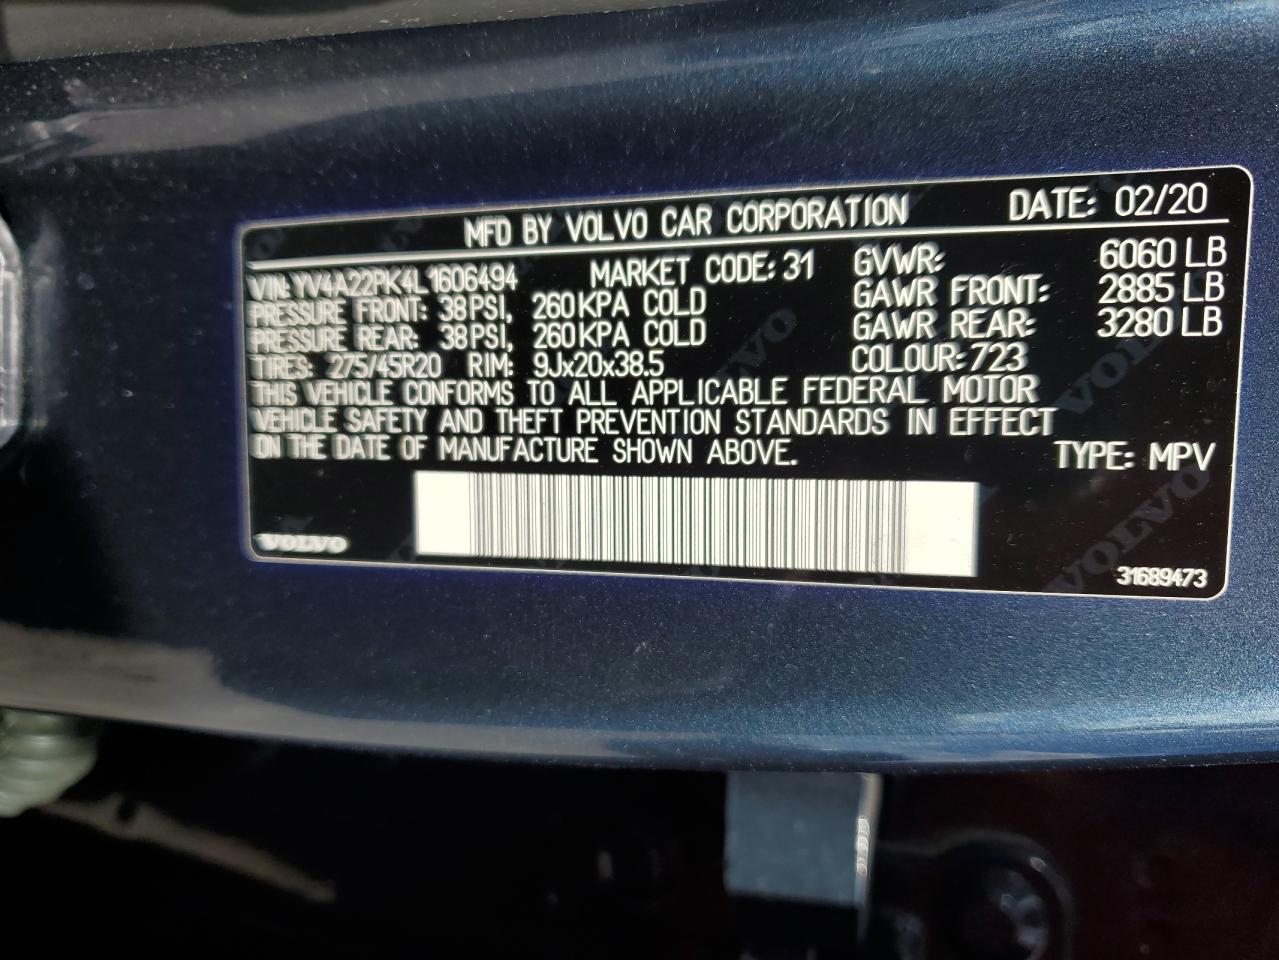 MFD BY VOLVO CAR CORPORATION DATE: 02/20
VIN: YV4A22PK4L1606494 MARKET CODE: 31 GVWR: 6060 LB
PRESSURE FRONT: 38 PSI, 260 KPA COLD GAWR FRONT: 2885 LB
PRESSURE REAR: 38 PSI, 260 KPA COLD GAWR REAR: 3280 LB
TIRES: 275/45R20 RIM: 9Jx20x38.5 COLOUR: 723
THIS VEHICLE CONFORMS TO ALL APPLICABLE FEDERAL MOTOR
VEHICLE SAFETY AND THEFT PREVENTION STANDARDS IN EFFECT
ON THE DATE OF MANUFACTURE SHOWN ABOVE. TYPE: MPV
VOLVO
31689473